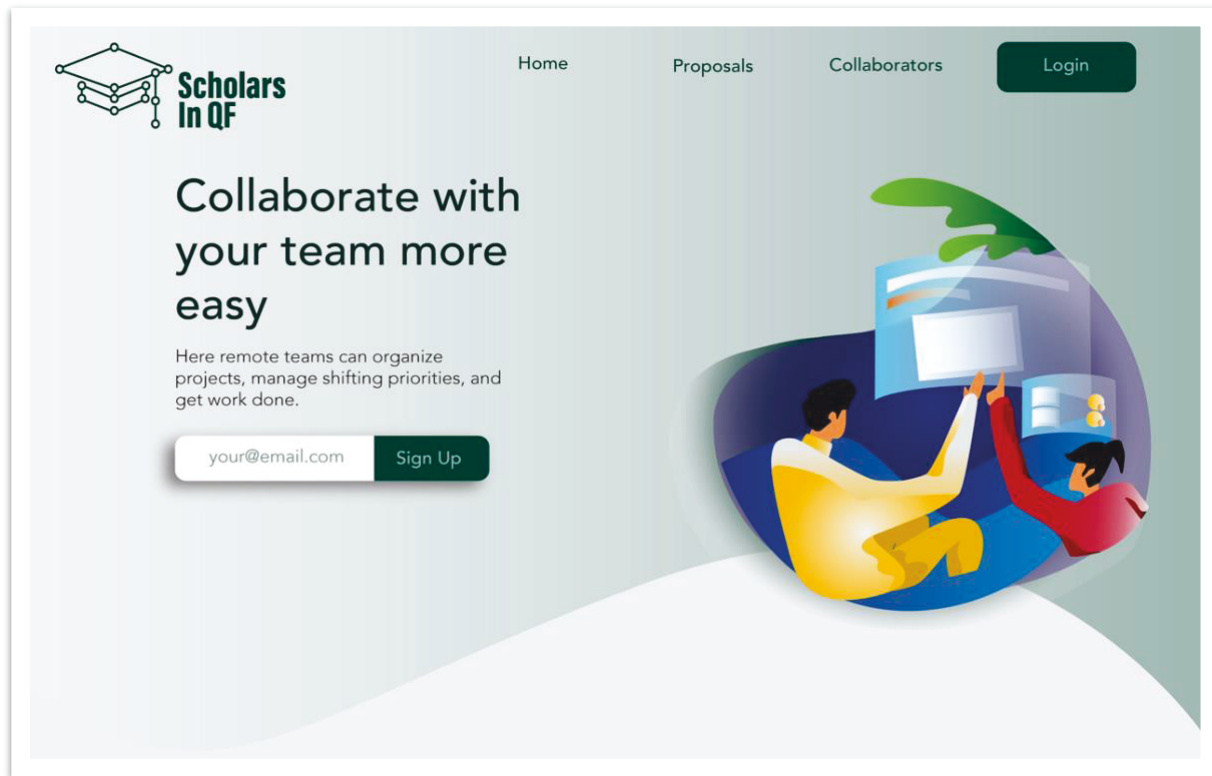 Scholars
In QF
Home
Proposals
Collaborators
Login
Collaborate with
your team more
easy
Here remote teams can organize
projects, manage shifting priorities, and
get work done.
your@email.com
Sign Up